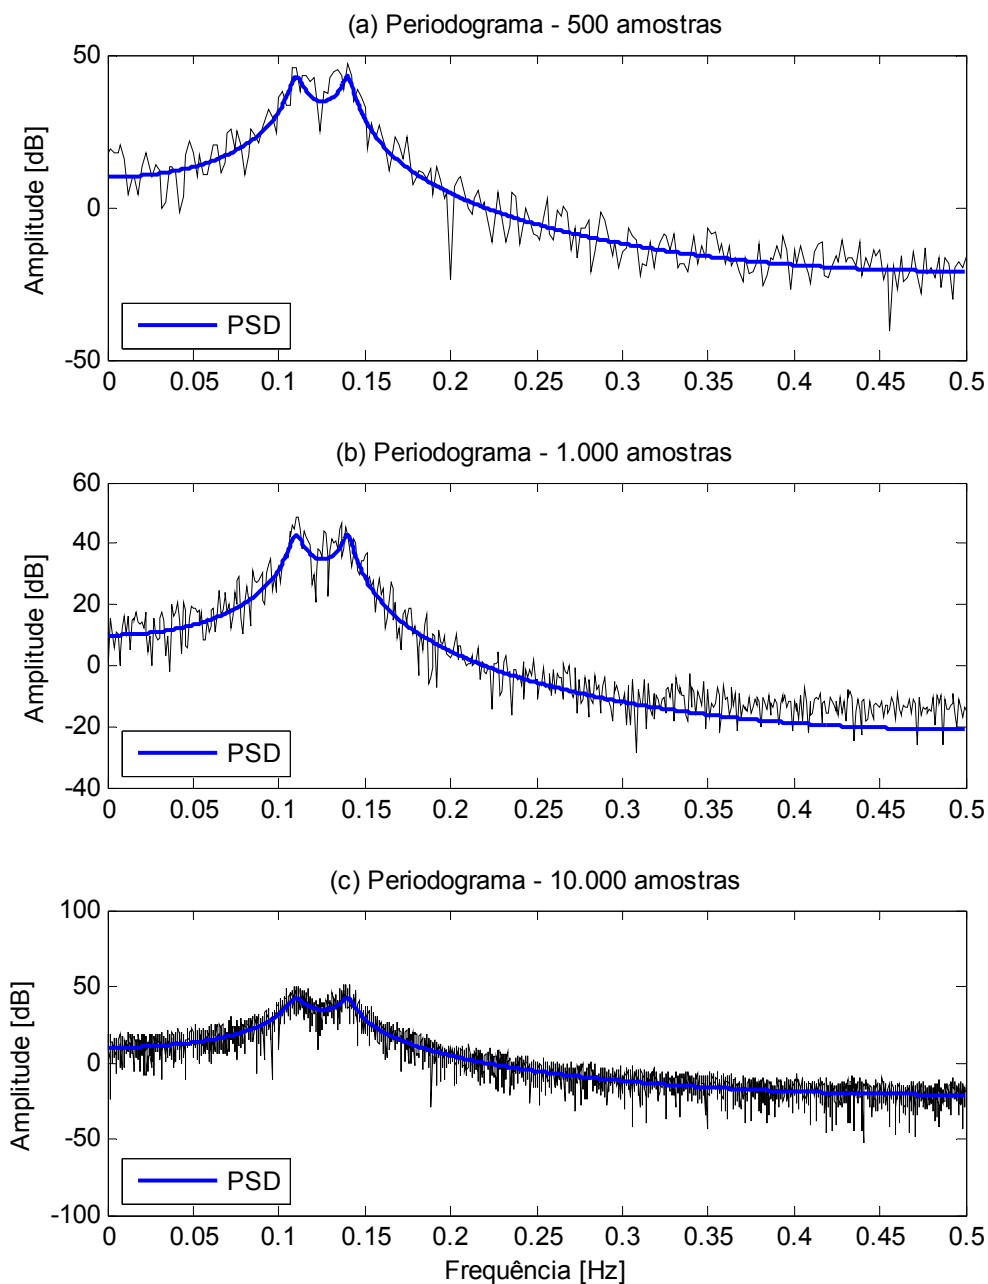 (a) Periodograma - 500 amostras
50
0
-50
Amplitude [dB]
PSD
0 0.05 0.1 0.15 0.2 0.25 0.3 0.35 0.4 0.45 0.5
(b) Periodograma - 1.000 amostras
60
40
20
0
-20
-40
Amplitude [dB]
PSD
0 0.05 0.1 0.15 0.2 0.25 0.3 0.35 0.4 0.45 0.5
(c) Periodograma - 10.000 amostras
100
50
0
-50
-100
Amplitude [dB]
PSD
0 0.05 0.1 0.15 0.2 0.25 0.3 0.35 0.4 0.45 0.5
Frequência [Hz]